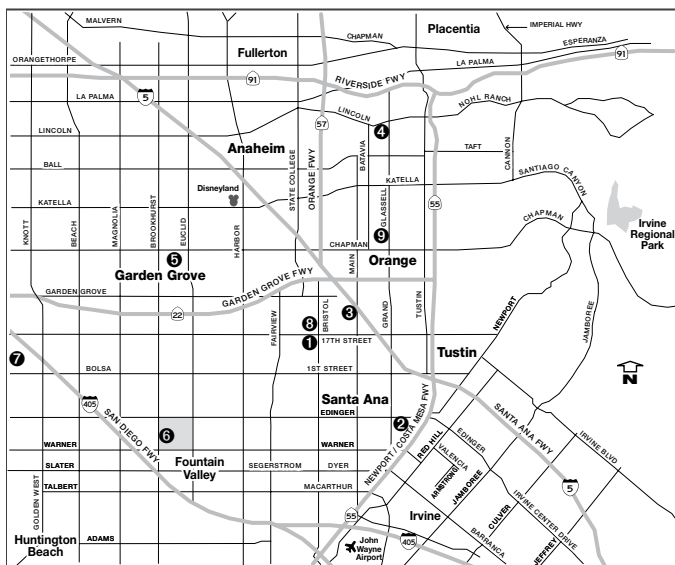 MALVERN
CHAPMAN
Placentia
IMPERIAL HWY
Fullerton
ESPERANZA
ORANGETHORPE
LA PALMA
91
91
RIVERSIDE FWY
LA PALMA
5
NOHL RANCH
LINCOLN
57
LINCOLN
4
Anaheim
BATAVIA
TAFT
CANNON
BALL
STATE COLLEGE
ORANGE FWY
KATELLA
SANTIAGO CANYON
Disneyland
55
KATELLA
GLASSELL
CHAPMAN
KNOTT
BEACH
MAGNOLIA
BROOKHURST
EUCLID
HARBOR
9
Irvine
Regional
Park
CHAPMAN
MAIN
5
Orange
Garden Grove
GARDEN GROVE FWY
GARDEN GROVE
22
FAIRVIEW
BRISTOL
3
GRAND
TUSTIN
NEWPORT
JAMBOREE
8
1
17TH STREET
7
Tustin
BOLSA
1ST STREET
N
405
Santa Ana
SAN DIEGO FWY
EDINGER
2
NEWPORT / COSTA MESA FWY
SANTA ANA FWY
6
WARNER
WARNER
RED HILL
EDINGER
IRVINE BLVD
Fountain
Valley
SLATER
SEGERSTROM
DYER
VALENCIA
ARMSTRONG
JAMBOREE
TALBERT
MACARTHUR
5
GOLDEN WEST
55
Irvine
CULVER
IRVINE CENTER DRIVE
Huntington
Beach
ADAMS
John
Wayne
Airport
405
BARRANCA
JEFFREY